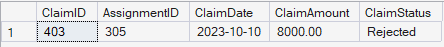 ClaimID AssignmentID ClaimDate ClaimAmount ClaimStatus
1 403 305 2023-10-10 8000.00 Rejected